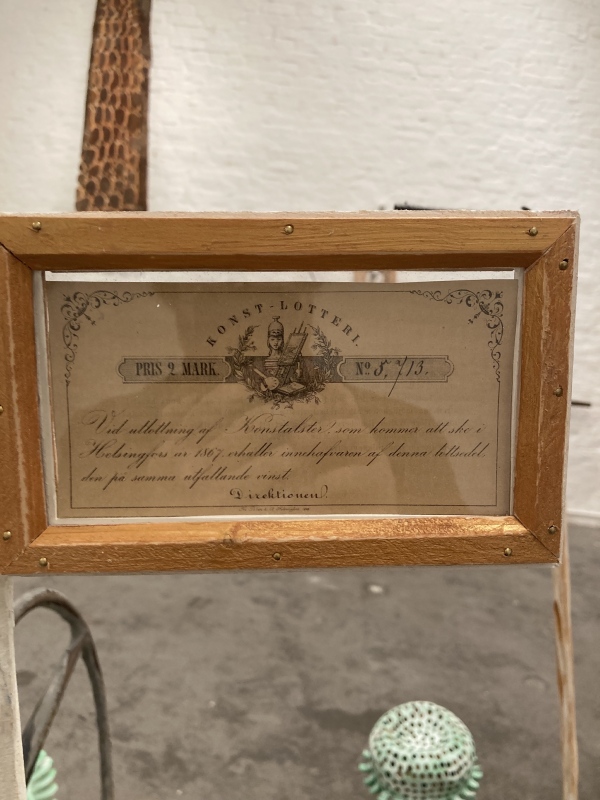 KONST-LOTTERI.
PRIS 2 MARK. No 5,713.
Vid utlottning af Konstalster, som kommer att ske i
Helsingfors år 1867, erhåller innehafvaren af denna lottsedel
den på samma utfallande vinst.
Direktionen.